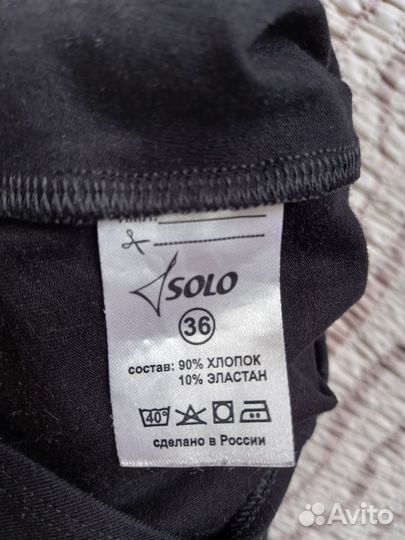 SOLO
36
состав: 90% ХЛОПОК
10% ЭЛАСТАН
40°
сделано в России
Avito